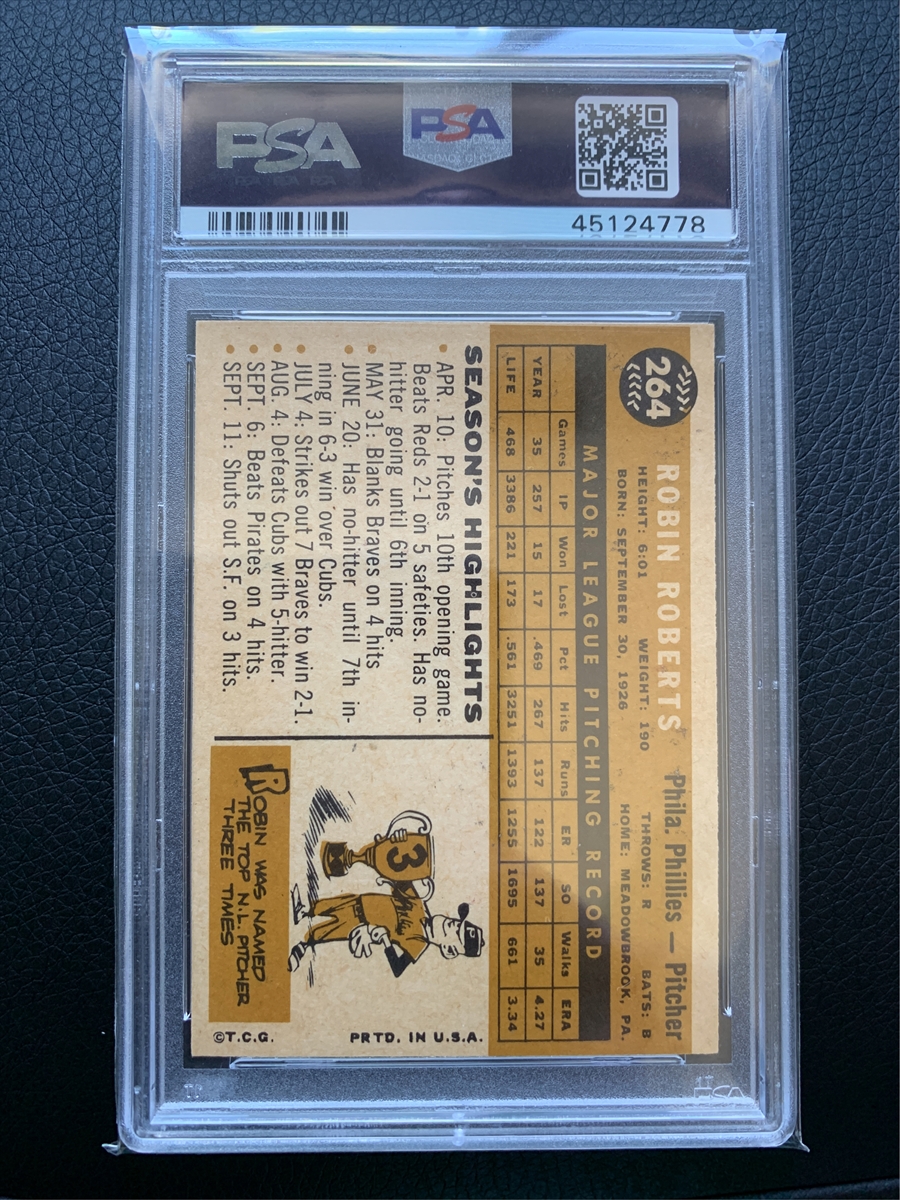 PSA
PSA
45124778
264
ROBIN ROBERTS Phila. Phillies — Pitcher
HEIGHT: 6:01 WEIGHT: 190 THROWS: R BATS: B
BORN: SEPTEMBER 30, 1926 HOME: MEADOWBROOK, PA.
MAJOR LEAGUE PITCHING RECORD
Games IP Won Lost Pct Hits Runs ER SO Walks ERA
YEAR 35 257 15 17 .469 267 137 122 137 35 4.27
LIFE 468 3386 221 173 .561 3251 1393 1255 1695 661 3.34
SEASON'S HIGHLIGHTS
• APR. 10: Pitches 10th opening game.
Beats Reds 2-1 on 5 safeties. Has no-
hitter going until 6th inning.
• MAY 31: Blanks Braves on 4 hits
• JUNE 20: Has no-hitter until 7th in-
ning in 6-3 win over Cubs.
• JULY 4: Strikes out 7 Braves to win 2-1.
• AUG. 4: Defeats Cubs with 5-hitter.
• SEPT. 6: Beats Pirates on 4 hits.
• SEPT. 11: Shuts out S.F. on 3 hits.
3
ROBIN WAS NAMED
THE TOP N.L. PITCHER
THREE TIMES
©T.C.G. PRTD. IN U.S.A.
PSA